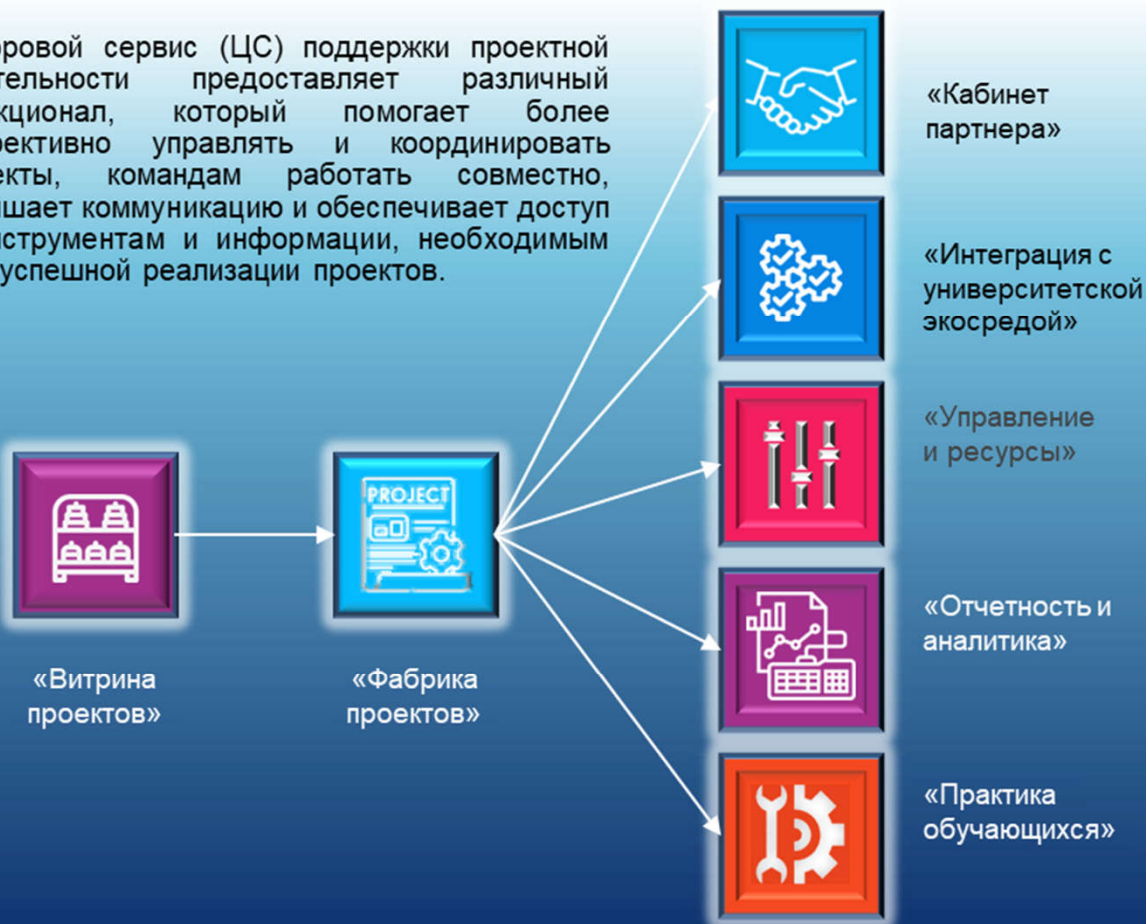 ровой сервис (ЦС) поддержки проектной
тельности предоставляет различный
кционал, который помогает более
ективно управлять и координировать
екты, командам работать совместно,
шает коммуникацию и обеспечивает доступ
струментам и информации, необходимым
успешной реализации проектов.
«Кабинет
партнера»
«Интеграция с
университетской
экосредой»
«Управление
и ресурсы»
PROJECT
«Витрина
проектов»
«Фабрика
проектов»
«Отчетность и
аналитика»
«Практика
обучающихся»